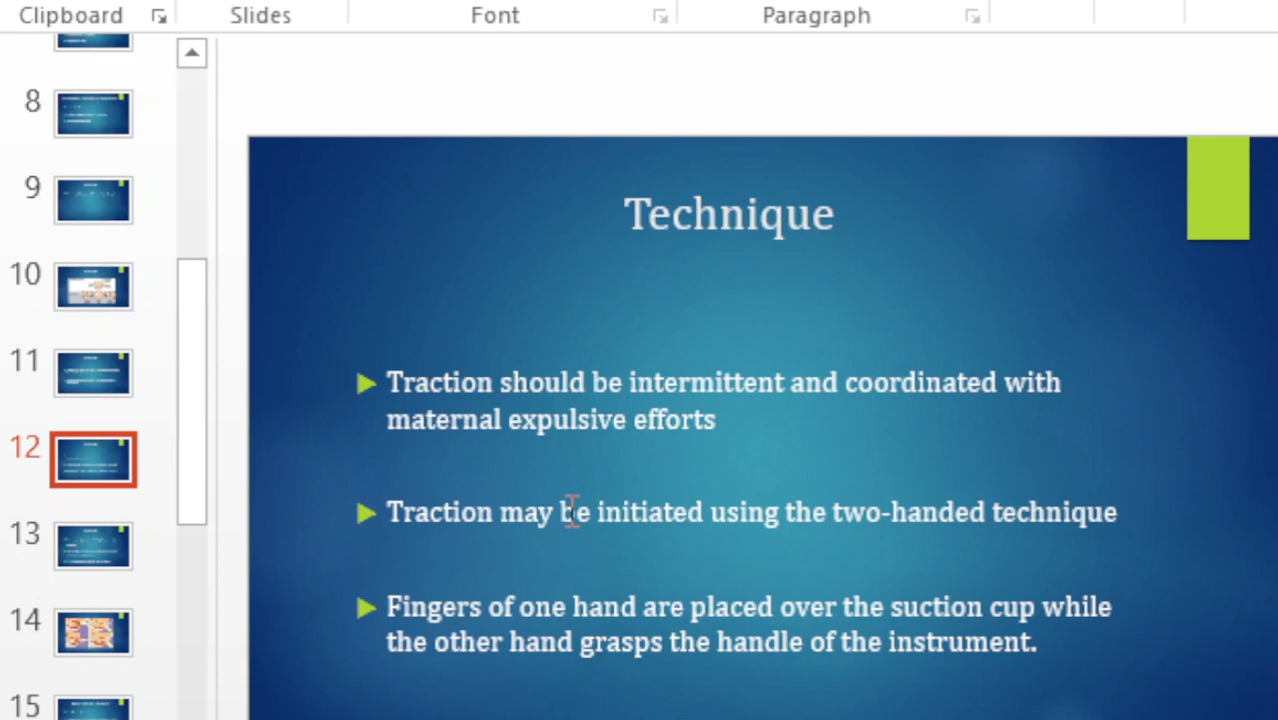 Clipboard Slides Font Paragraph
8
9
10
11
12
13
14
15
Technique
Traction should be intermittent and coordinated with
maternal expulsive efforts
Traction may be initiated using the two-handed technique
Fingers of one hand are placed over the suction cup while
the other hand grasps the handle of the instrument.